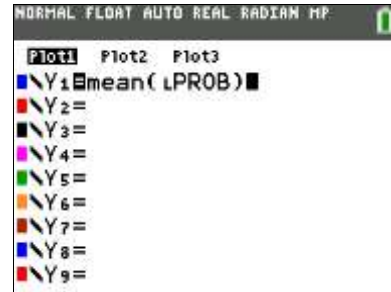 NORMAL FLOAT AUTO REAL RADIAN MP
Plot1 Plot2 Plot3
\Y₁=mean(ʟPROB)
\Y₂=
\Y₃=
\Y₄=
\Y₅=
\Y₆=
\Y₇=
\Y₈=
\Y₉=